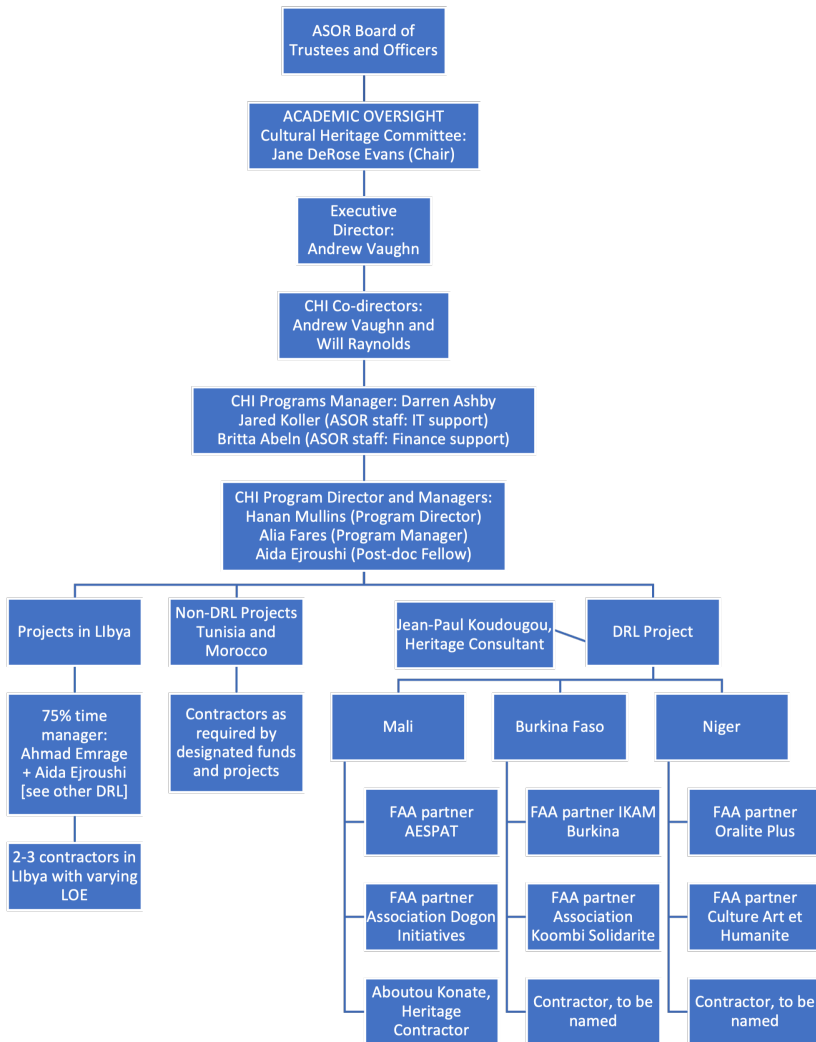 ASOR Board of
Trustees and Officers
ACADEMIC OVERSIGHT
Cultural Heritage Committee:
Jane DeRose Evans (Chair)
Executive
Director:
Andrew Vaughn
CHI Co-directors:
Andrew Vaughn and
Will Raynolds
CHI Programs Manager: Darren Ashby
Jared Koller (ASOR staff: IT support)
Britta Abeln (ASOR staff: Finance support)
CHI Program Director and Managers:
Hanan Mullins (Program Director)
Alia Fares (Program Manager)
Aida Ejroushi (Post-doc Fellow)
Projects in LIbya
Non-DRL Projects
Tunisia and
Morocco
Jean-Paul Koudougou,
Heritage Consultant
DRL Project
75% time
manager:
Ahmad Emrage
+ Aida Ejroushi
[see other DRL]
Contractors as
required by
designated funds
and projects
2-3 contractors in
LIbya with varying
LOE
Mali
Burkina Faso
Niger
FAA partner
AESPAT
FAA partner IKAM
Burkina
FAA partner
Oralite Plus
FAA partner
Association Dogon
Initiatives
FAA partner
Association
Koombi Solidarite
FAA partner
Culture Art et
Humanite
Aboutou Konate,
Heritage
Contractor
Contractor, to be
named
Contractor, to be
named